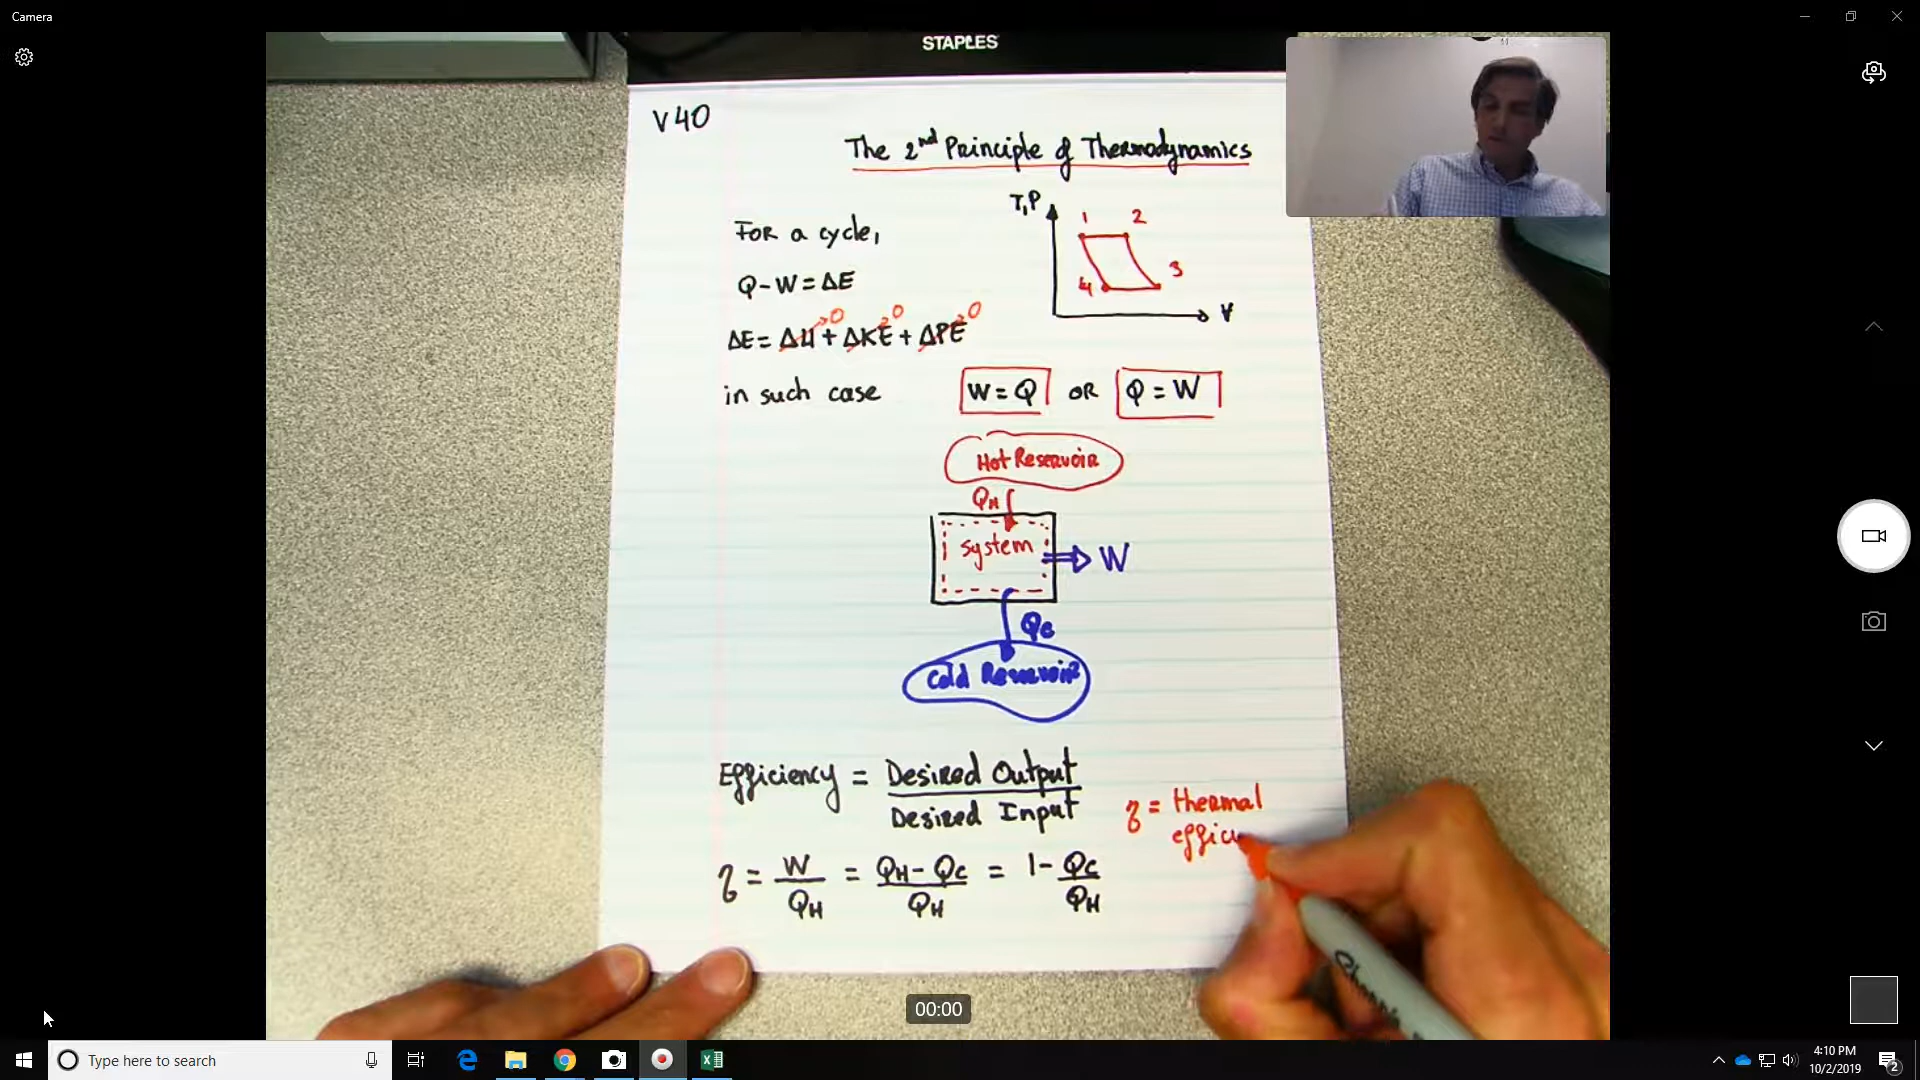 Camera
STAPLES
V40
The 2nd Principle of Thermodynamics
T,P
1 2
3
4
V
For a cycle,
Q-W = ΔE
ΔE = ΔU + ΔKE + ΔPE
0 0 0
in such case W = Q OR Q = W
Hot Reservoir
QH
System
W
QC
Cold Reservoir
Efficiency = Desired Output
Desired Input
η = thermal
effici
η = W/QH = QH - QC/QH = 1 - QC/QH
Sharpie
00:00
Type here to search
4:10 PM
10/2/2019
2